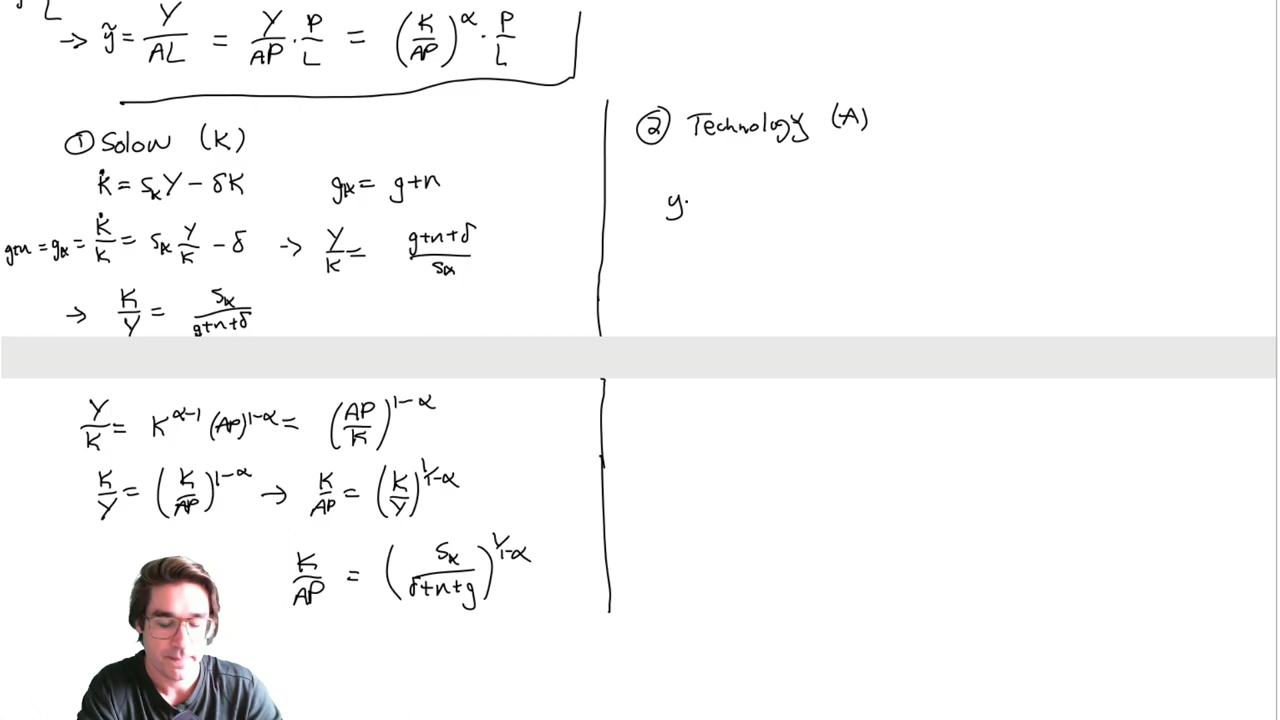 L
→ ỹ = Y/AL = Y/AP · P/L = (K/AP)^α · P/L
① Solow (K)
K̇ = s_K Y − δK    g_K = g+n
g+n = g_K = K̇/K = s_K Y/K − δ → Y/K = (g+n+δ)/s_K
→ K/Y = s_K/(g+n+δ)
Y/K = K^(α−1) (AP)^(1−α) = (AP/K)^(1−α)
K/Y = (K/AP)^(1−α) → K/AP = (K/Y)^(1/1−α)
K/AP = (s_K/(δ+n+g))^(1/1−α)
② Technology (A)
y.